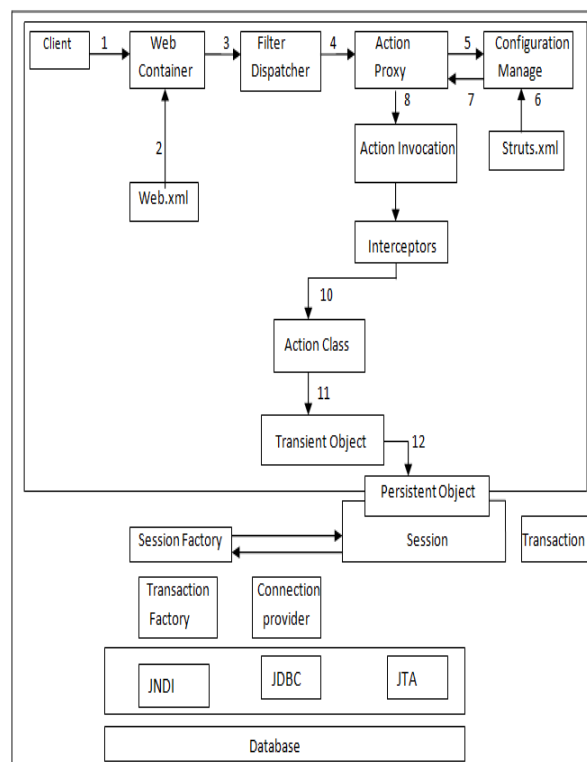 Client
1
Web
Container
3
Filter
Dispatcher
4
Action
Proxy
5
7
Configuration
Manage
8
6
2
Action Invocation
Struts.xml
Web.xml
Interceptors
10
Action Class
11
Transient Object
12
Persistent Object
Session Factory
Session
Transaction
Transaction
Factory
Connection
provider
JNDI
JDBC
JTA
Database